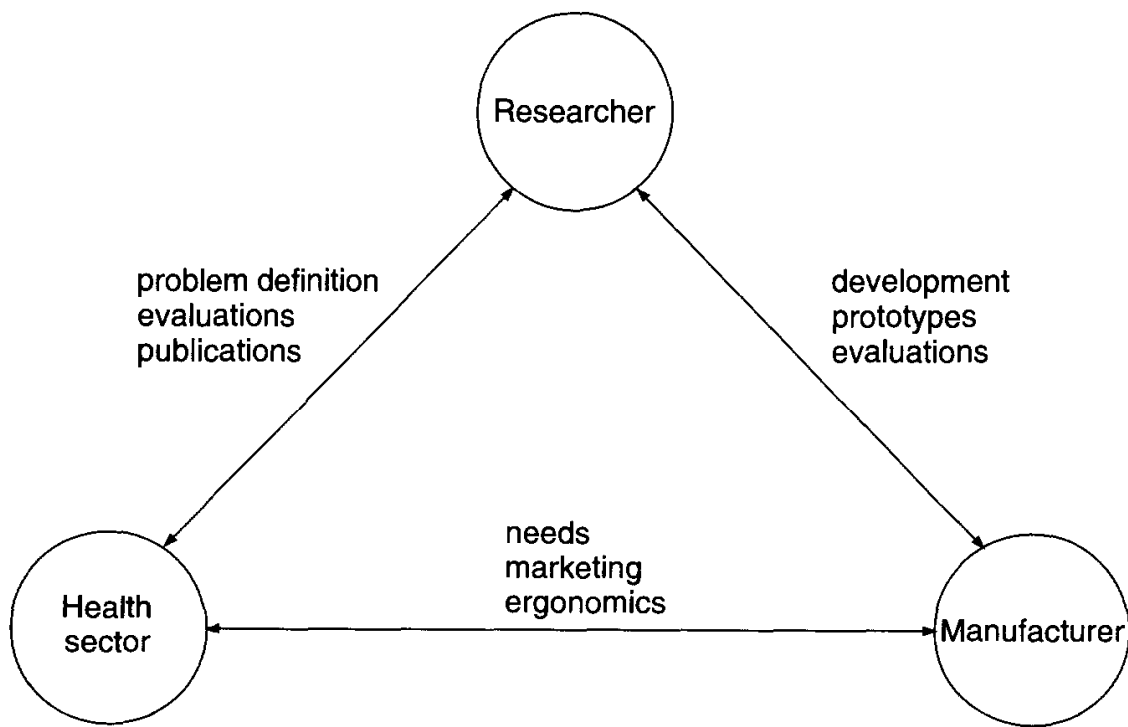 Researcher
problem definition
evaluations
publications
development
prototypes
evaluations
needs
marketing
ergonomics
Health
sector
Manufacturer